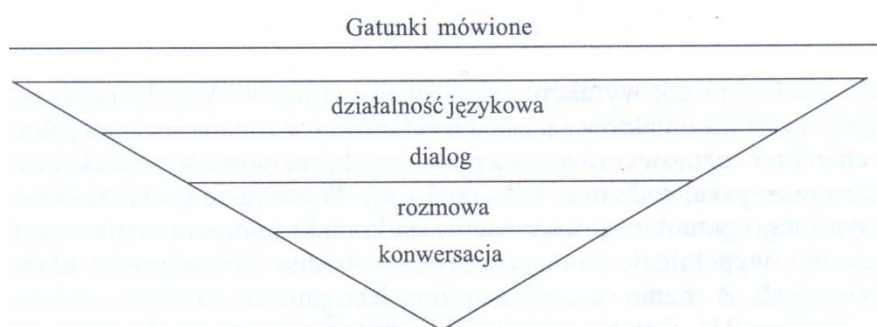 Gatunki mówione
działalność językowa
dialog
rozmowa
konwersacja